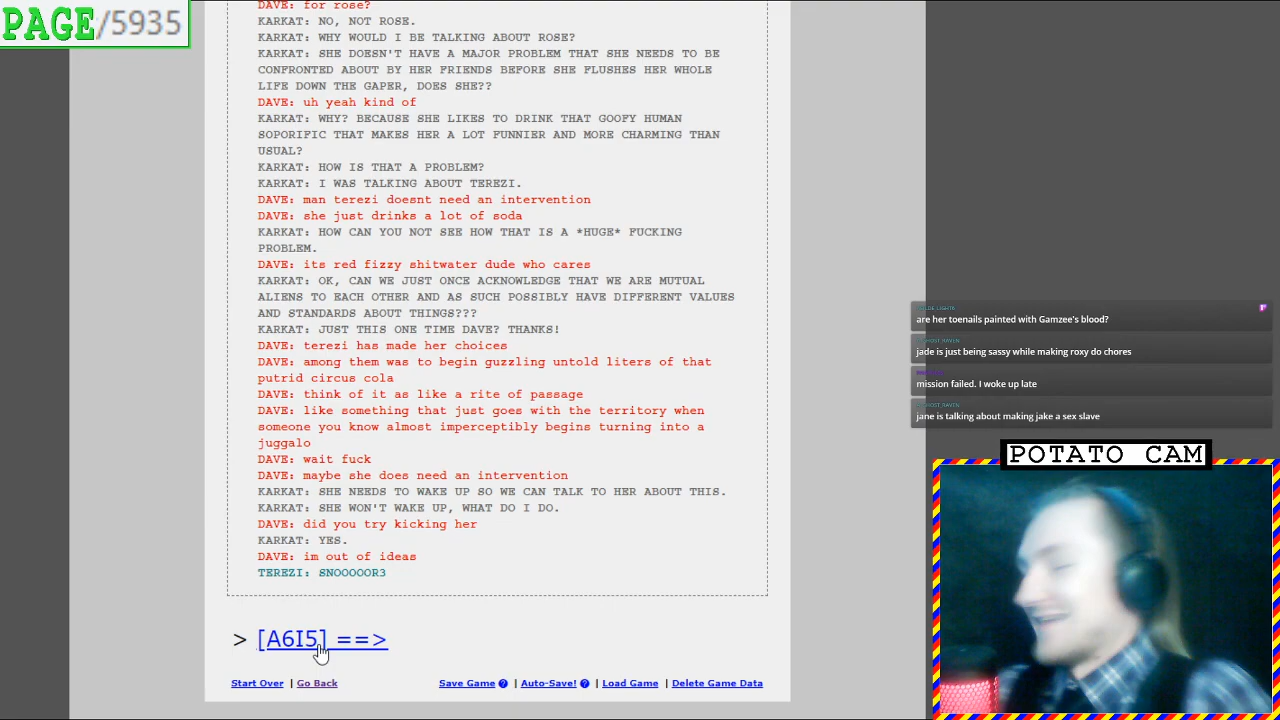 PAGE/5935
DAVE: for rose?
KARKAT: NO, NOT ROSE.
KARKAT: WHY WOULD I BE TALKING ABOUT ROSE?
KARKAT: SHE DOESN'T HAVE A MAJOR PROBLEM THAT SHE NEEDS TO BE
CONFRONTED ABOUT BY HER FRIENDS BEFORE SHE FLUSHES HER WHOLE
LIFE DOWN THE GAPER, DOES SHE??
DAVE: uh yeah kind of
KARKAT: WHY? BECAUSE SHE LIKES TO DRINK THAT GOOFY HUMAN
SOPORIFIC THAT MAKES HER A LOT FUNNIER AND MORE CHARMING THAN
USUAL?
KARKAT: HOW IS THAT A PROBLEM?
KARKAT: I WAS TALKING ABOUT TEREZI.
DAVE: man terezi doesnt need an intervention
DAVE: she just drinks a lot of soda
KARKAT: HOW CAN YOU NOT SEE HOW THAT IS A *HUGE* FUCKING
PROBLEM.
DAVE: its red fizzy shitwater dude who cares
KARKAT: OK, CAN WE JUST ONCE ACKNOWLEDGE THAT WE ARE MUTUAL
ALIENS TO EACH OTHER AND AS SUCH POSSIBLY HAVE DIFFERENT VALUES
AND STANDARDS ABOUT THINGS???
KARKAT: JUST THIS ONE TIME DAVE? THANKS!
DAVE: terezi has made her choices
DAVE: among them was to begin guzzling untold liters of that
putrid circus cola
DAVE: think of it as like a rite of passage
DAVE: like something that just goes with the territory when
someone you know almost imperceptibly begins turning into a
juggalo
DAVE: wait fuck
DAVE: maybe she does need an intervention
KARKAT: SHE NEEDS TO WAKE UP SO WE CAN TALK TO HER ABOUT THIS.
KARKAT: SHE WON'T WAKE UP, WHAT DO I DO.
DAVE: did you try kicking her
KARKAT: YES.
DAVE: im out of ideas
TEREZI: SNOOOOOR3
> [A6I5] ==>
Start Over | Go Back Save Game ? | Auto-Save! ? | Load Game | Delete Game Data
are her toenails painted with Gamzee's blood?
jade is just being sassy while making roxy do chores
mission failed. I woke up late
jane is talking about making jake a sex slave
POTATO CAM